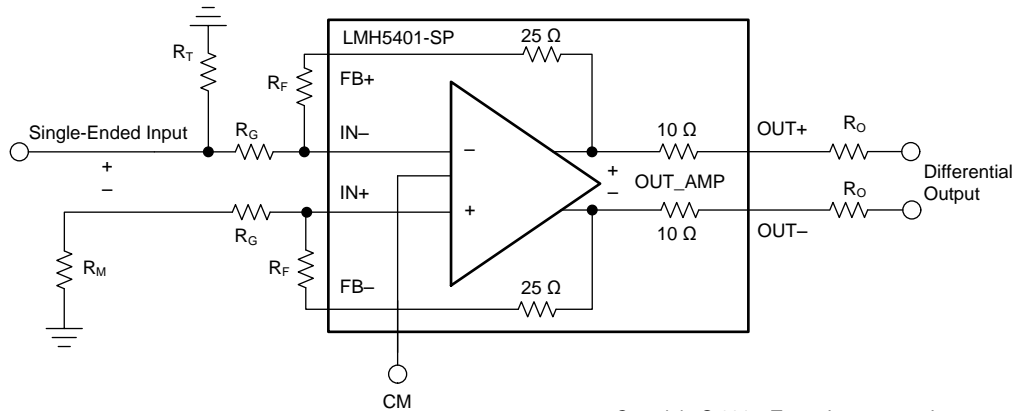 LMH5401-SP
25 Ω
R_T
R_F
FB+
Single-Ended Input
R_G
IN–
–
10 Ω
OUT+
R_O
+
–
+
–
OUT_AMP
Differential
Output
IN+
+
R_G
10 Ω
OUT–
R_O
R_M
R_F
FB–
25 Ω
CM